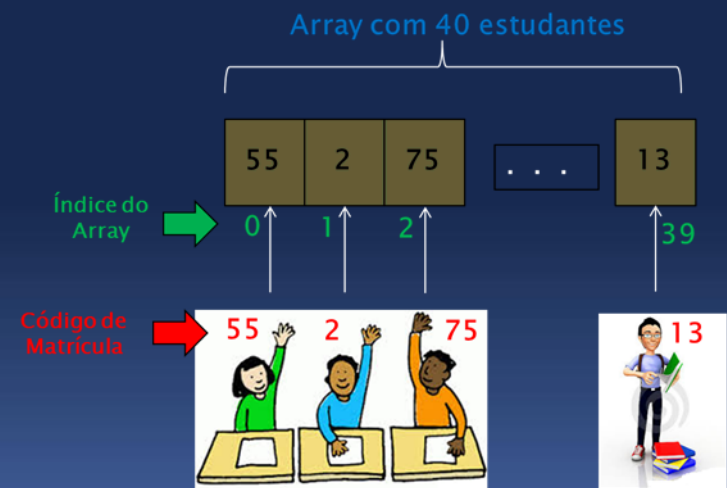 Array com 40 estudantes
55 2 75 . . . 13
Índice do
Array
0 1 2 39
Código de
Matrícula
55 2 75 13